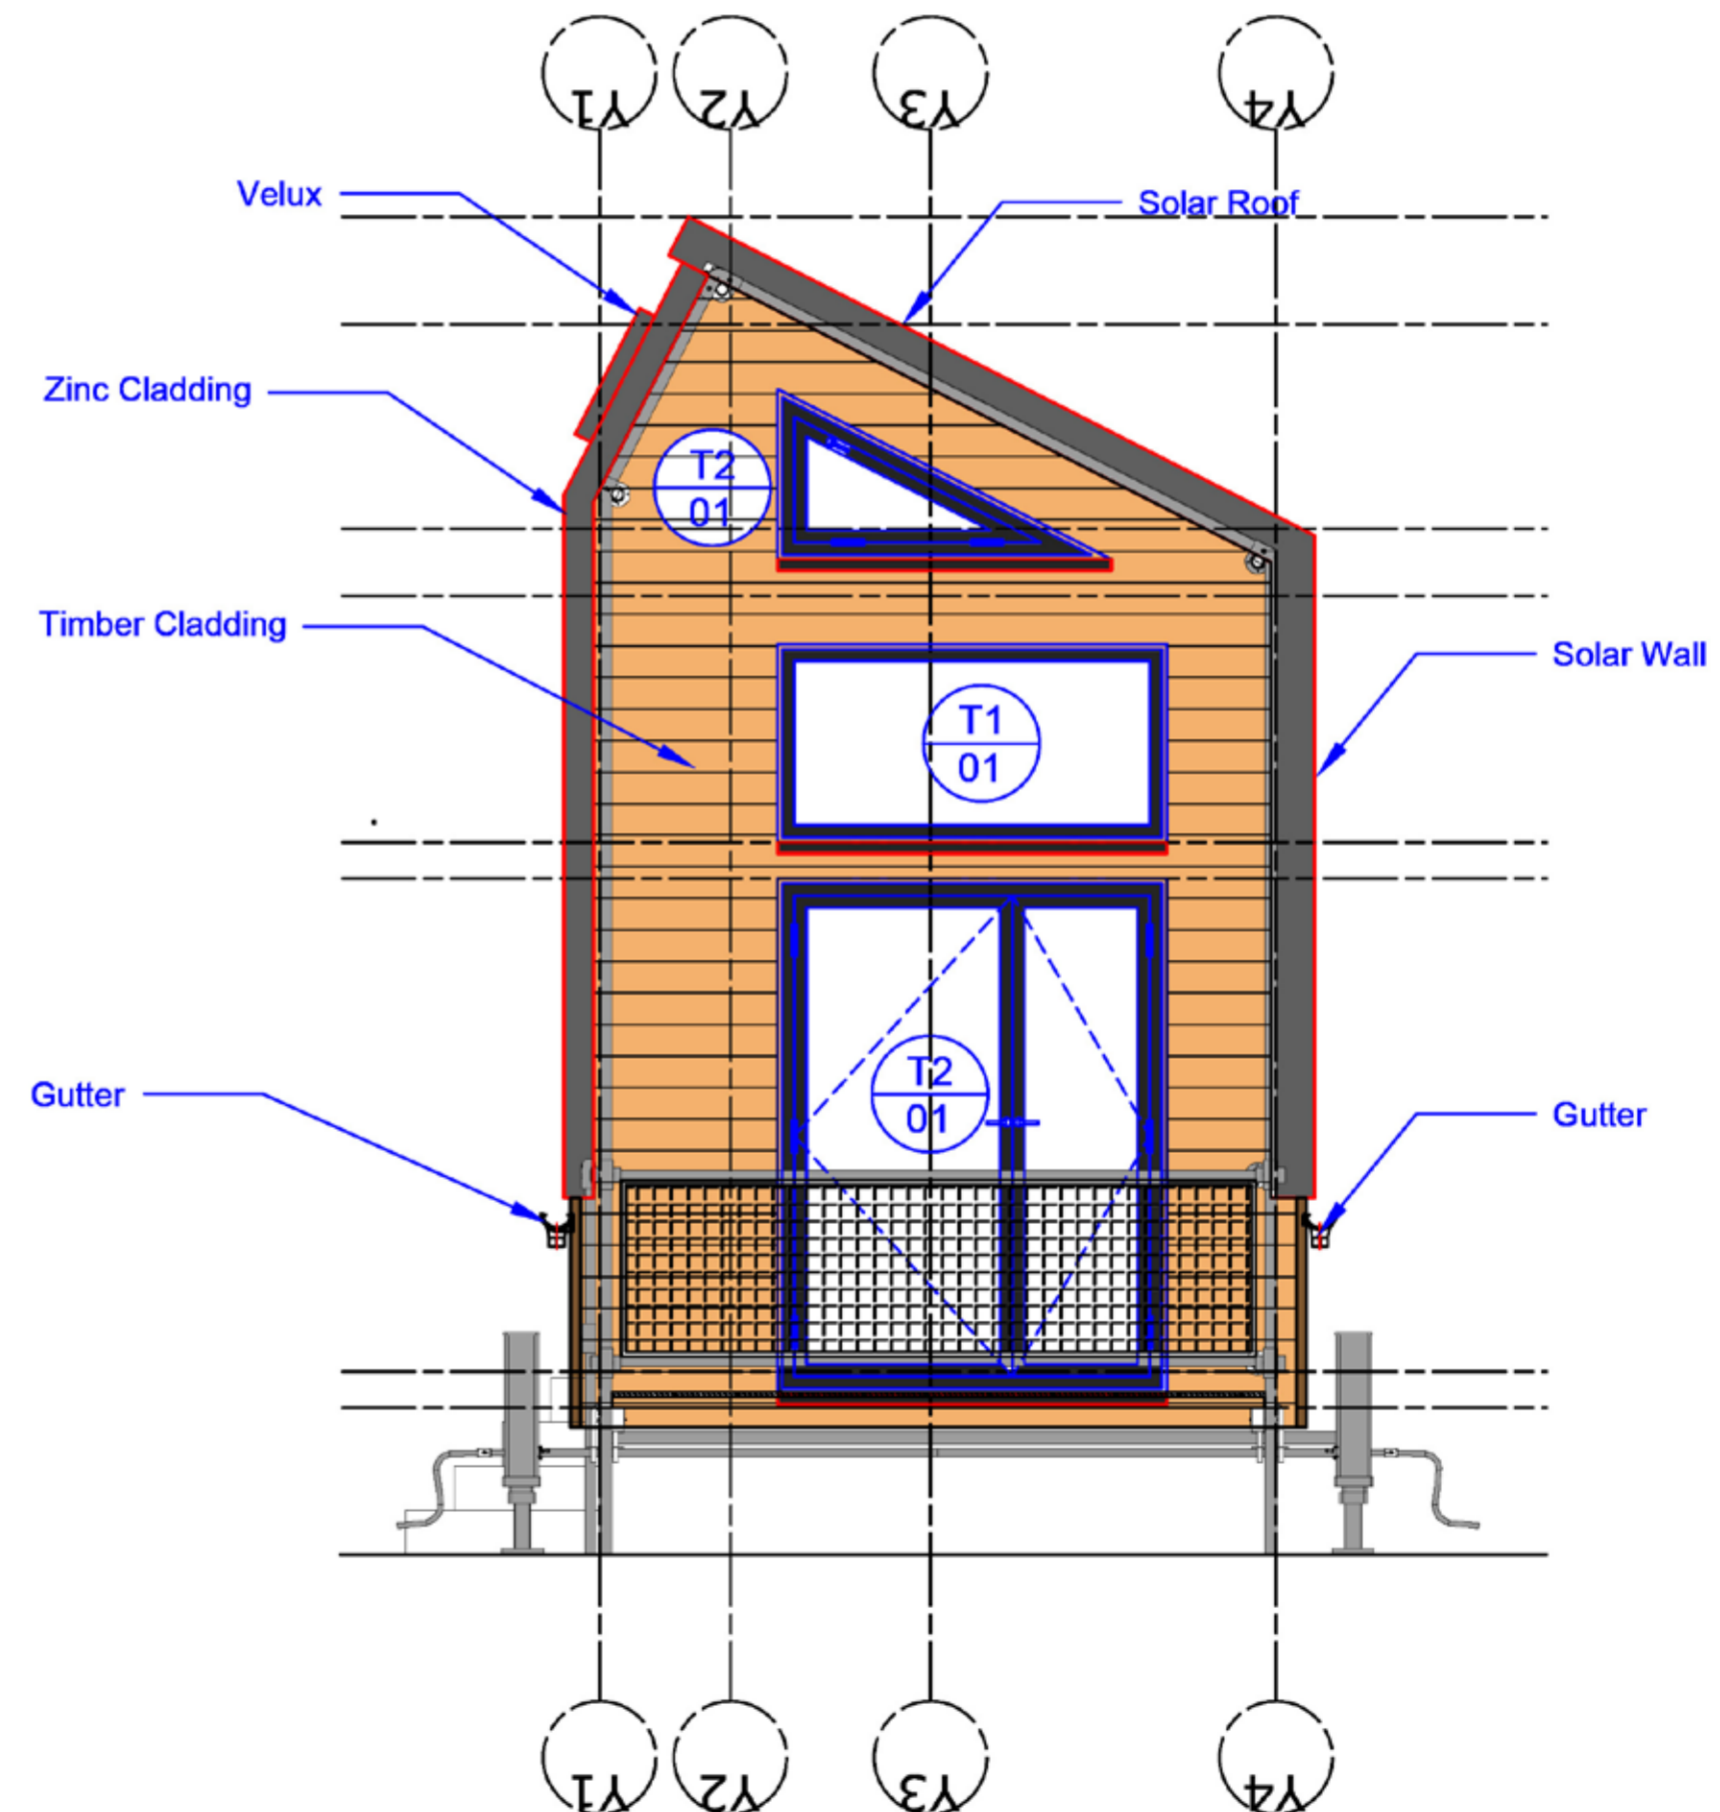 Y1 Y2 Y3 Y4
Velux
Solar Roof
Zinc Cladding
T2
01
Timber Cladding
Solar Wall
T1
01
T2
01
Gutter
Gutter
Y1 Y2 Y3 Y4